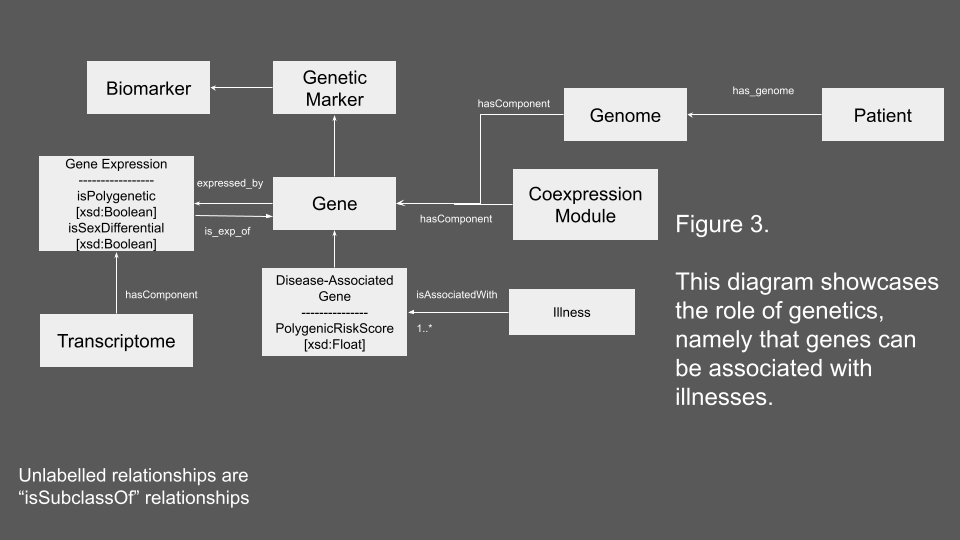 Biomarker
Genetic
Marker
hasComponent
Genome
has_genome
Patient
Gene Expression
-----------------
isPolygenetic
[xsd:Boolean]
isSexDifferential
[xsd:Boolean]
expressed_by
is_exp_of
Gene
hasComponent
Coexpression
Module
Figure 3.
This diagram showcases
the role of genetics,
namely that genes can
be associated with
illnesses.
hasComponent
Transcriptome
Disease-Associated
Gene
---------------
PolygenicRiskScore
[xsd:Float]
isAssociatedWith
1..*
Illness
Unlabelled relationships are
“isSubclassOf” relationships